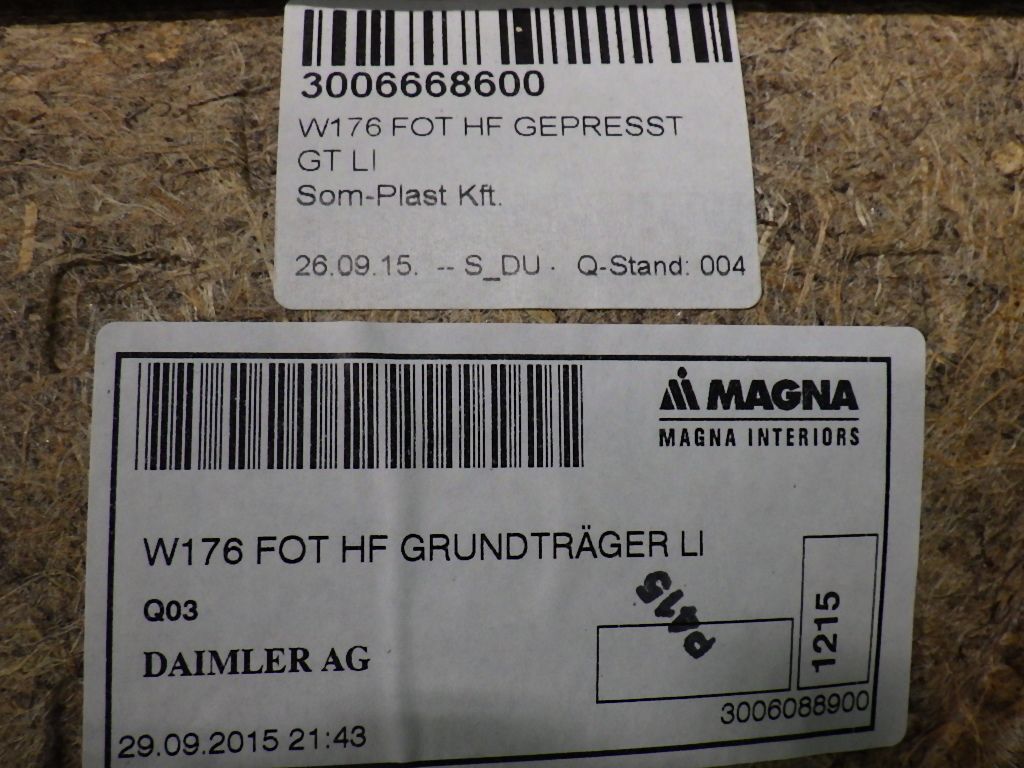 3006668600
W176 FOT HF GEPRESST
GT LI
Som-Plast Kft.
26.09.15. -- S_DU · Q-Stand: 004
MAGNA
MAGNA INTERIORS
W176 FOT HF GRUNDTRÄGER LI
Q03
P415
1215
DAIMLER AG
3006088900
29.09.2015 21:43